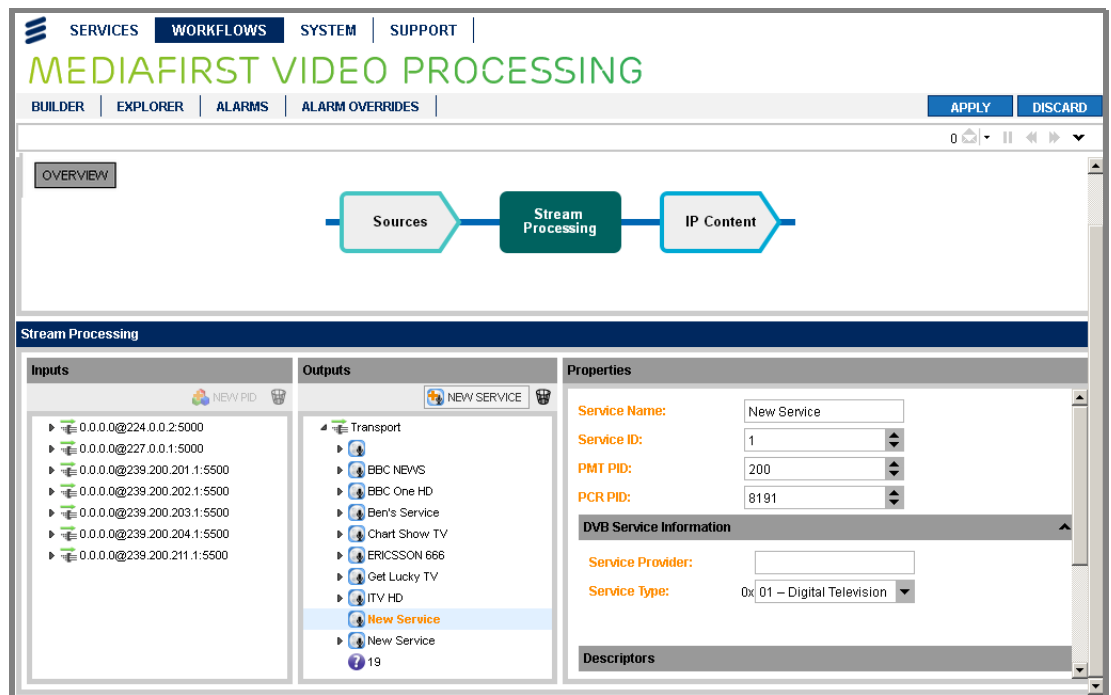 SERVICES WORKFLOWS SYSTEM SUPPORT
MEDIAFIRST VIDEO PROCESSING
BUILDER EXPLORER ALARMS ALARM OVERRIDES APPLY DISCARD
0
OVERVIEW
Sources
Stream
Processing
IP Content
Stream Processing
Inputs
NEW PID
0.0.0.0@224.0.0.2:5000
0.0.0.0@227.0.0.1:5000
0.0.0.0@239.200.201.1:5500
0.0.0.0@239.200.202.1:5500
0.0.0.0@239.200.203.1:5500
0.0.0.0@239.200.204.1:5500
0.0.0.0@239.200.211.1:5500
Outputs
NEW SERVICE
Transport
BBC NEWS
BBC One HD
Ben's Service
Chart Show TV
ERICSSON 666
Get Lucky TV
ITV HD
New Service
New Service
19
Properties
Service Name: New Service
Service ID: 1
PMT PID: 200
PCR PID: 8191
DVB Service Information
Service Provider:
Service Type: 0x 01 – Digital Television
Descriptors